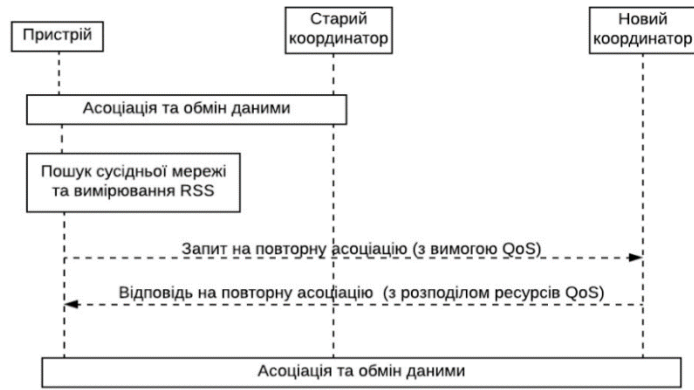 Пристрій
Старий
координатор
Новий
координатор
Асоціація та обмін даними
Пошук сусідньої мережі
та вимірювання RSS
Запит на повторну асоціацію (з вимогою QoS)
Відповідь на повторну асоціацію (з розподілом ресурсів QoS)
Асоціація та обмін даними